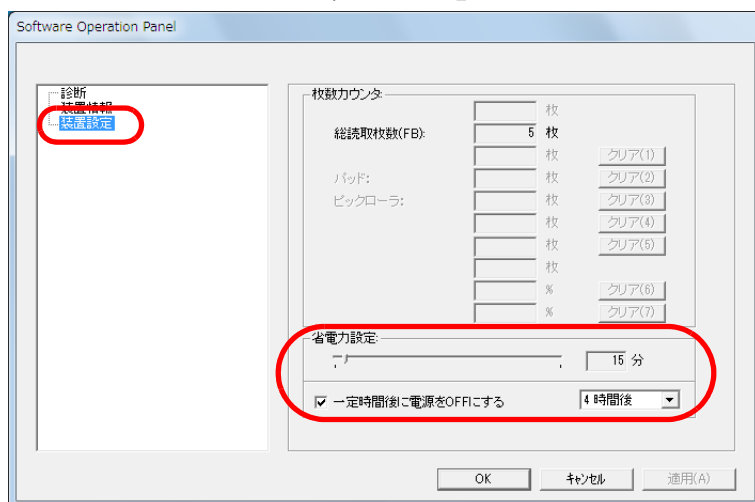 Software Operation Panel
診断
装置情報
装置設定
枚数カウンタ:
枚
総読取枚数(FB): 5 枚
枚 クリア(1)
パッド: 枚 クリア(2)
ピックローラ: 枚 クリア(3)
枚 クリア(4)
枚 クリア(5)
枚
% クリア(6)
% クリア(7)
省電力設定:
15 分
一定時間後に電源をOFFにする 4 時間後
OK キャンセル 適用(A)